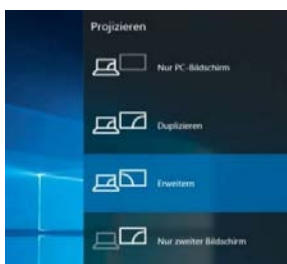 Projizieren
Nur PC-Bildschirm
Duplizieren
Erweitern
Nur zweiter Bildschirm